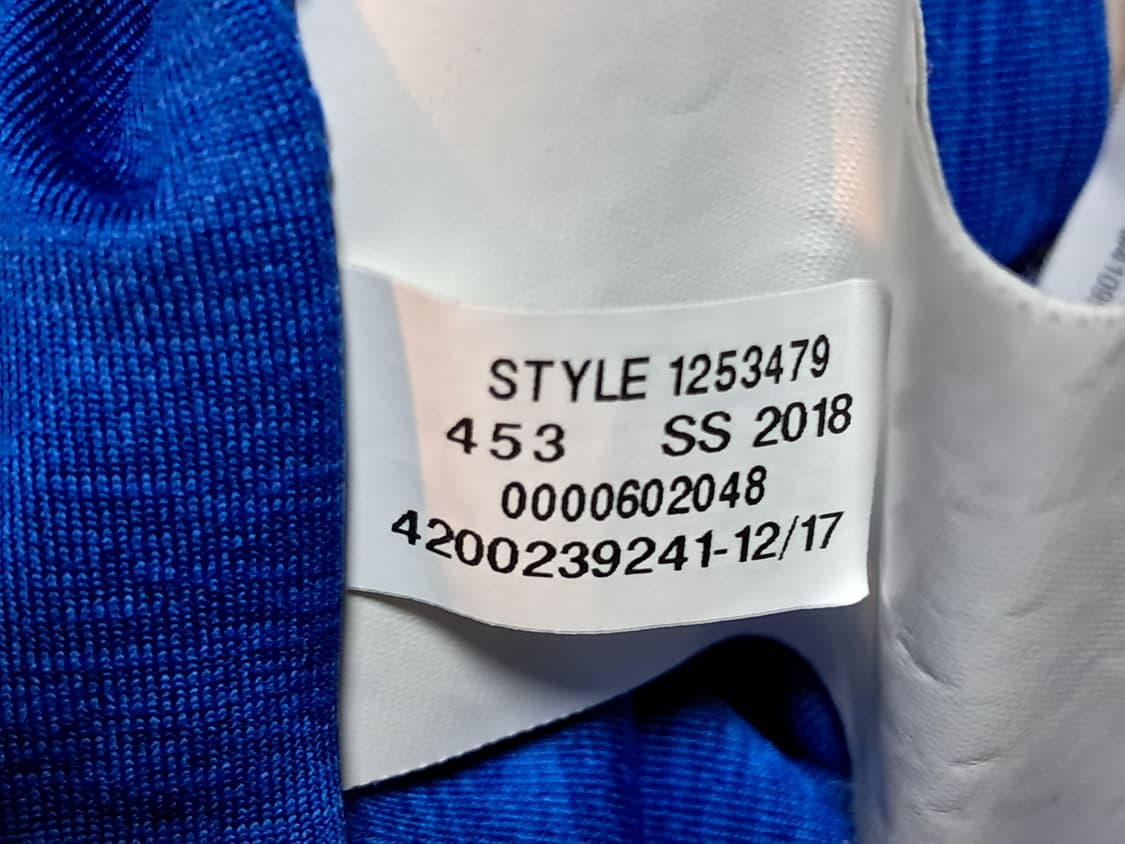 STYLE 1253479
453 SS 2018
0000602048
4200239241-12/17